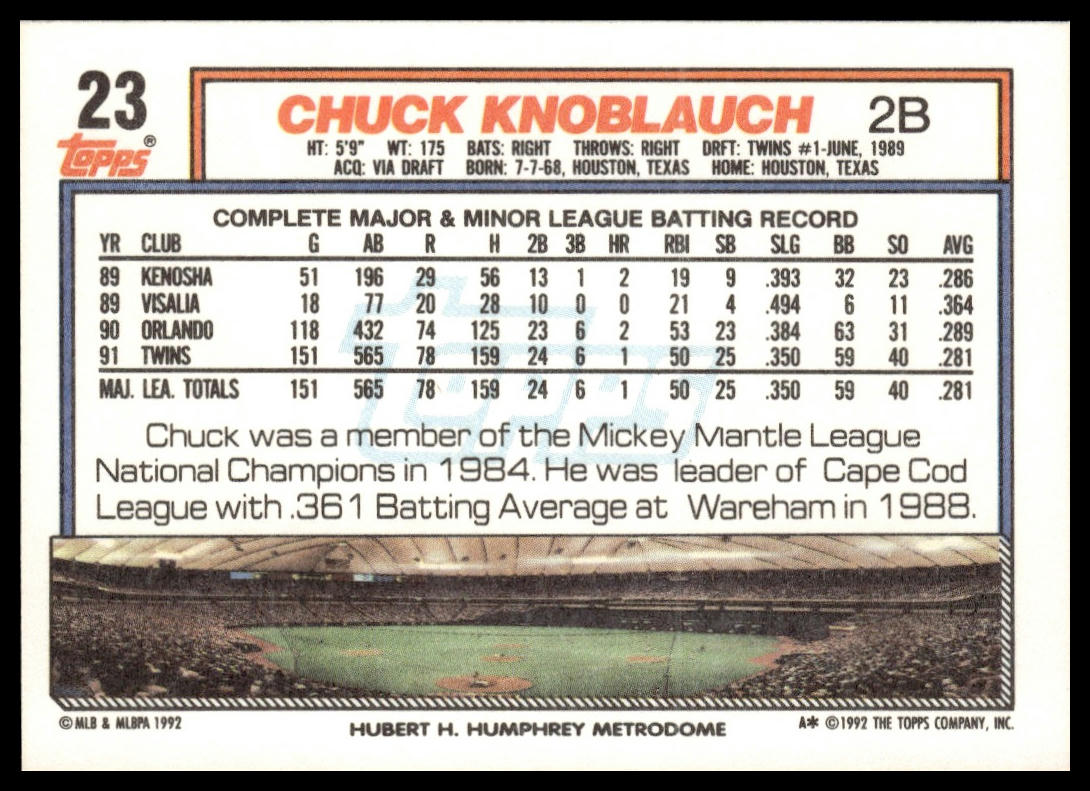 23
Topps®
CHUCK KNOBLAUCH 2B
HT: 5'9" WT: 175 BATS: RIGHT THROWS: RIGHT DRFT: TWINS #1-JUNE, 1989
ACQ: VIA DRAFT BORN: 7-7-68, HOUSTON, TEXAS HOME: HOUSTON, TEXAS
COMPLETE MAJOR & MINOR LEAGUE BATTING RECORD
YR CLUB G AB R H 2B 3B HR RBI SB SLG BB SO AVG
89 KENOSHA 51 196 29 56 13 1 2 19 9 .393 32 23 .286
89 VISALIA 18 77 20 28 10 0 0 21 4 .494 6 11 .364
90 ORLANDO 118 432 74 125 23 6 2 53 23 .384 63 31 .289
91 TWINS 151 565 78 159 24 6 1 50 25 .350 59 40 .281
MAJ. LEA. TOTALS 151 565 78 159 24 6 1 50 25 .350 59 40 .281
Topps
Chuck was a member of the Mickey Mantle League
National Champions in 1984. He was leader of Cape Cod
League with .361 Batting Average at Wareham in 1988.
© MLB & MLBPA 1992
HUBERT H. HUMPHREY METRODOME
A* © 1992 THE TOPPS COMPANY, INC.